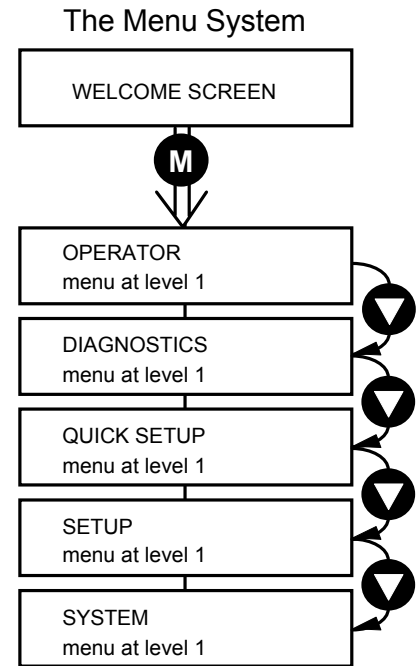 The Menu System
WELCOME SCREEN
M
OPERATOR
menu at level 1
DIAGNOSTICS
menu at level 1
QUICK SETUP
menu at level 1
SETUP
menu at level 1
SYSTEM
menu at level 1